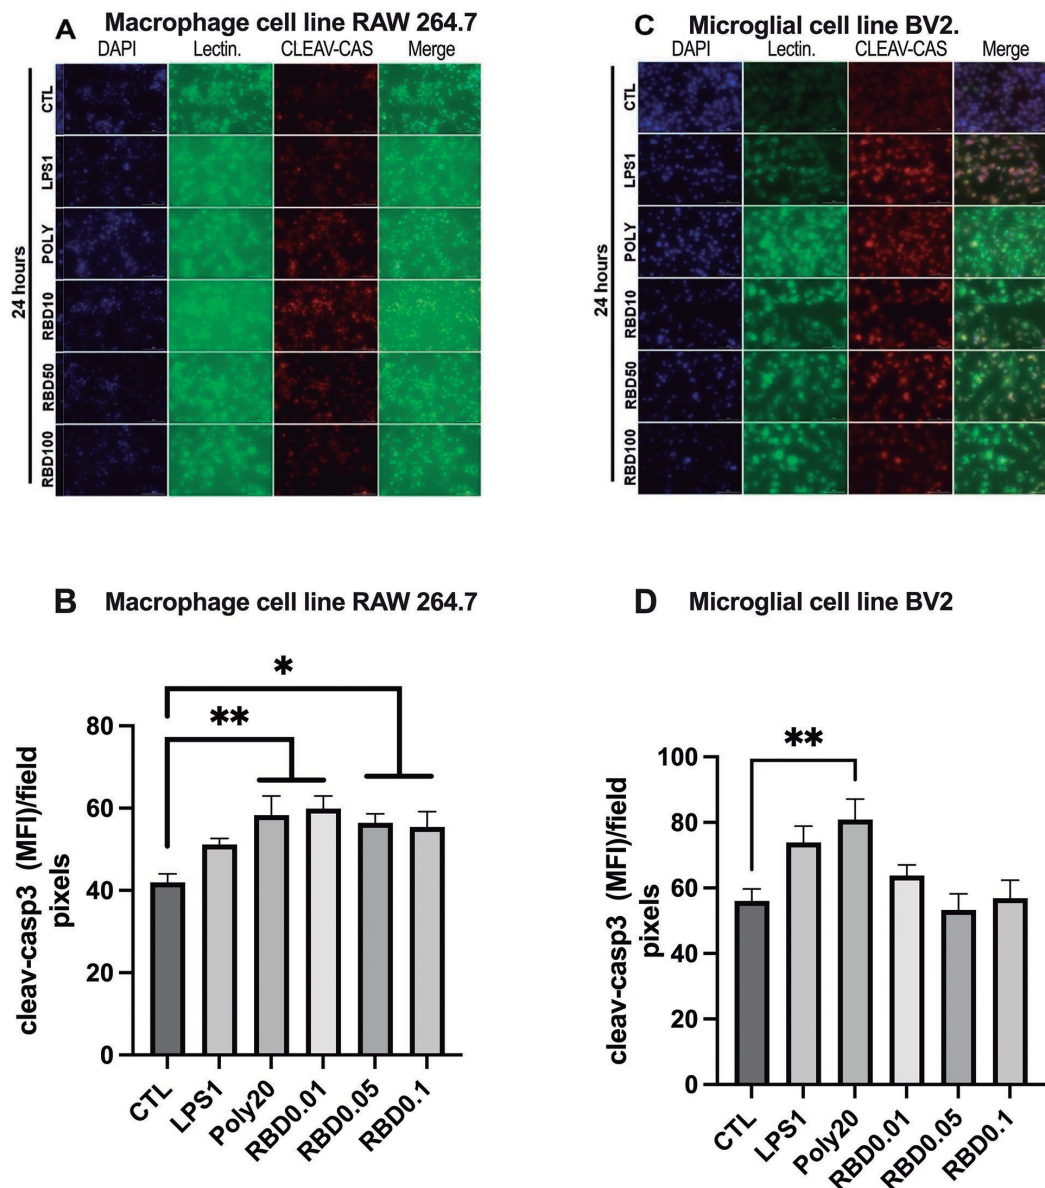 A Macrophage cell line RAW 264.7
DAPI Lectin. CLEAV-CAS Merge
24 hours
CTL
LPS1
POLY
RBD10
RBD50
RBD100
C Microglial cell line BV2.
DAPI Lectin. CLEAV-CAS Merge
24 hours
CTL
LPS1
POLY
RBD10
RBD50
RBD100
B Macrophage cell line RAW 264.7
*
**
cleav-casp3 (MFI)/field
pixels
80
60
40
20
0
CTL LPS1 Poly20 RBD0.01 RBD0.05 RBD0.1
D Microglial cell line BV2
**
cleav-casp3 (MFI)/field
pixels
100
80
60
40
20
0
CTL LPS1 Poly20 RBD0.01 RBD0.05 RBD0.1